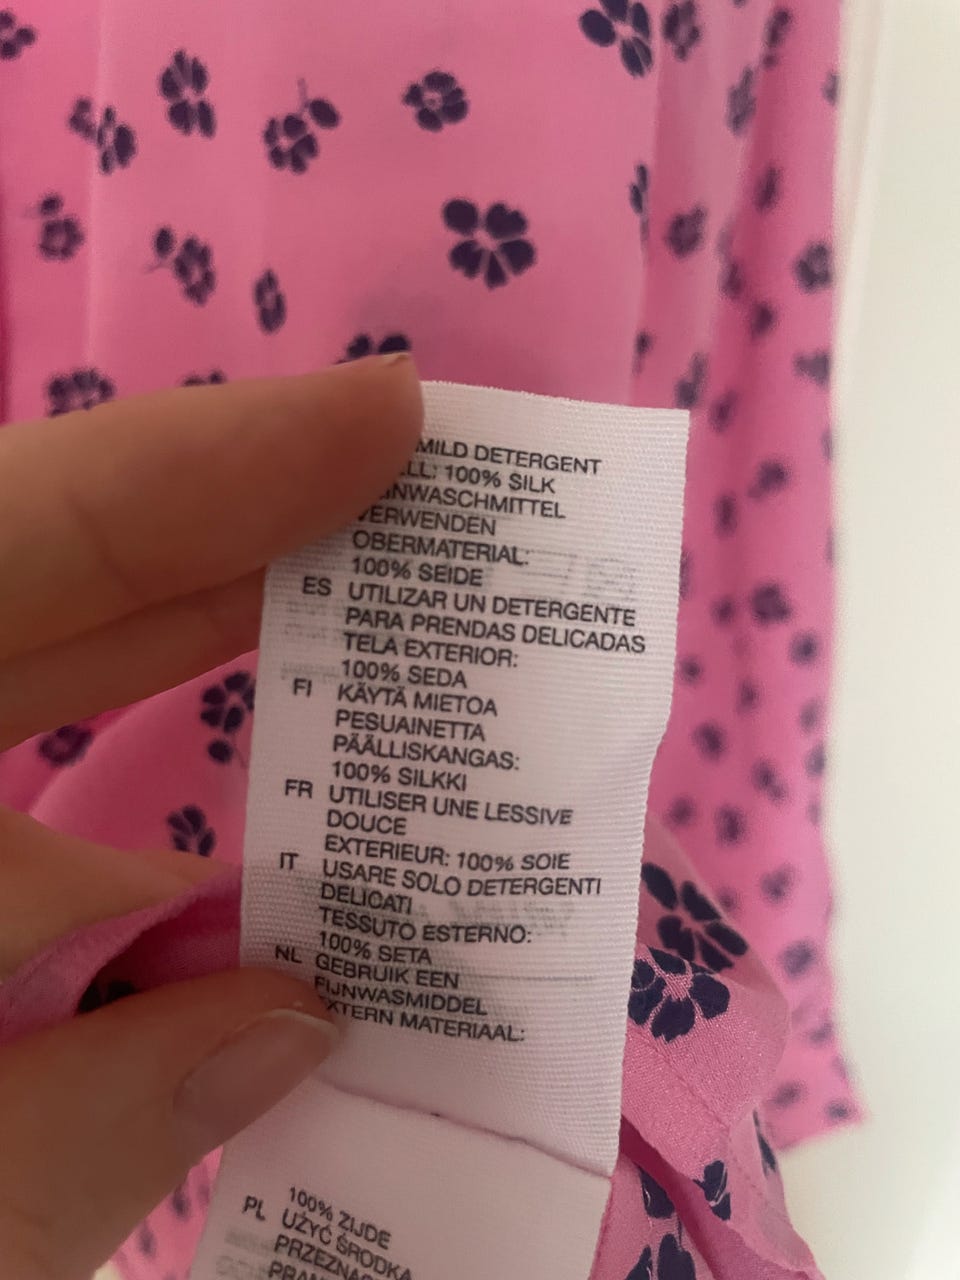 MILD DETERGENT
100% SILK
VERWENDEN
OBERMATERIAL:
100% SEIDE
ES UTILIZAR UN DETERGENTE
PARA PRENDAS DELICADAS
TELA EXTERIOR:
100% SEDA
FI KÄYTÄ MIETOA
PESUAINETTA
PÄÄLLISKANGAS:
100% SILKKI
FR UTILISER UNE LESSIVE
DOUCE
EXTERIEUR: 100% SOIE
IT USARE SOLO DETERGENTI
DELICATI
TESSUTO ESTERNO:
100% SETA
NL GEBRUIK EEN
FIJNWASMIDDEL
MATERIAAL:
100% ZIJDE
PL UŻYĆ ŚRODKA